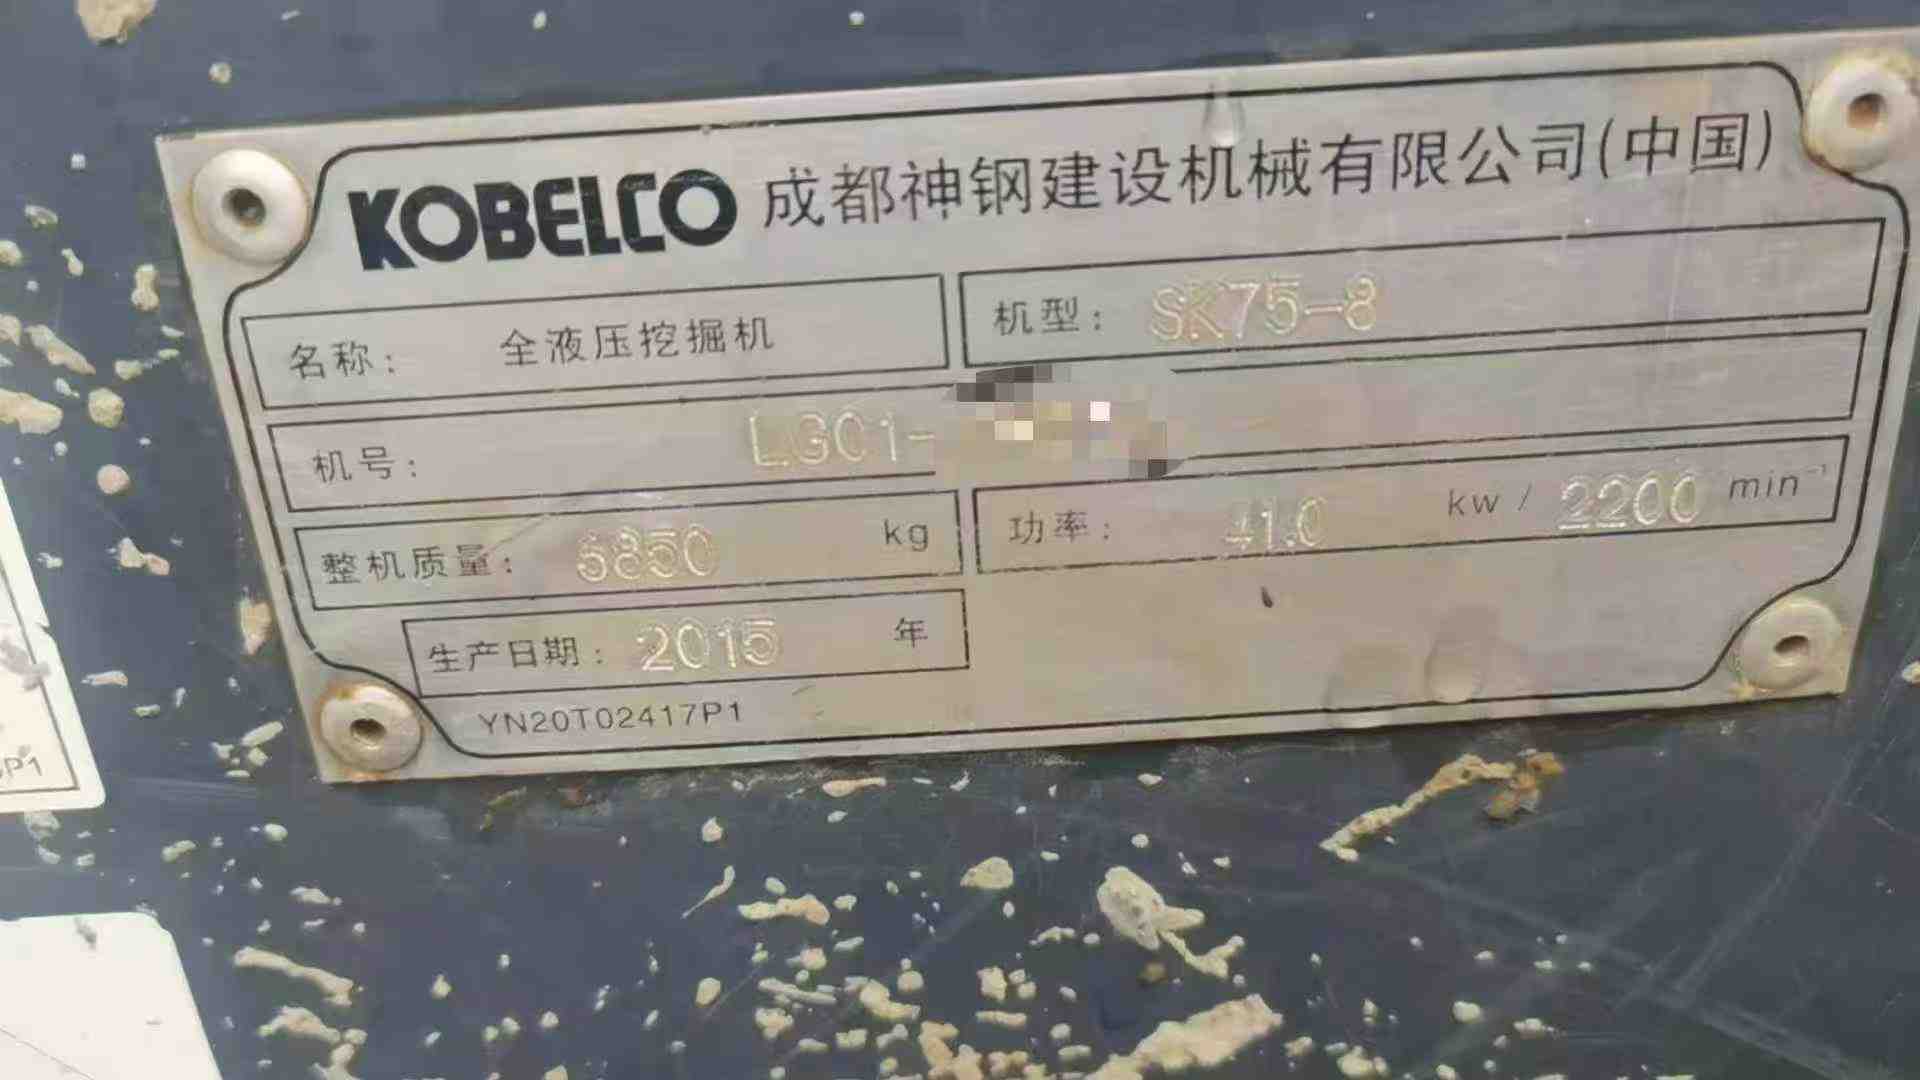 KOBELCO 成都神钢建设机械有限公司(中国)
名称: 全液压挖掘机 机型: SK75-8
机号: LG01-
整机质量: 6850 kg 功率: 41.0 kw / 2200 min⁻¹
生产日期: 2015 年
YN20T02417P1
P1